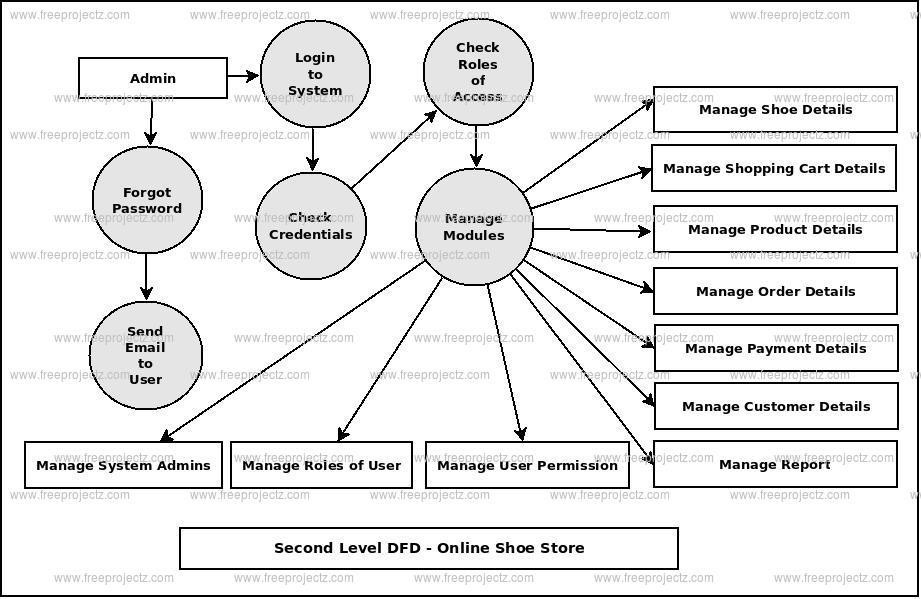 Admin
Login
to
System
Check
Roles
of
Access
Forgot
Password
Check
Credentials
Manage
Modules
Send
Email
to
User
Manage Shoe Details
Manage Shopping Cart Details
Manage Product Details
Manage Order Details
Manage Payment Details
Manage Customer Details
Manage Report
Manage System Admins
Manage Roles of User
Manage User Permission
Second Level DFD - Online Shoe Store
www.freeprojectz.com